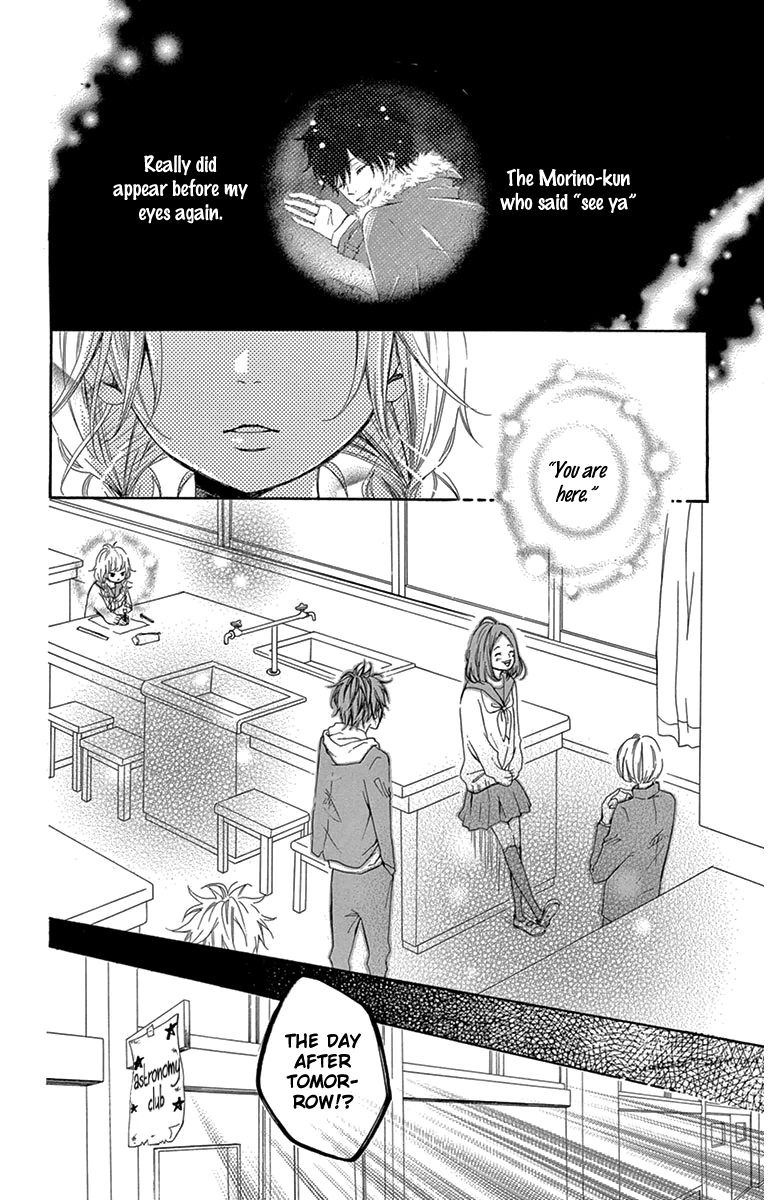 The Morino-kun
who said "see ya"
Really did
appear before my
eyes again.
"You are
here."
THE DAY
AFTER
TOMOR-
ROW!?
astronomy
club